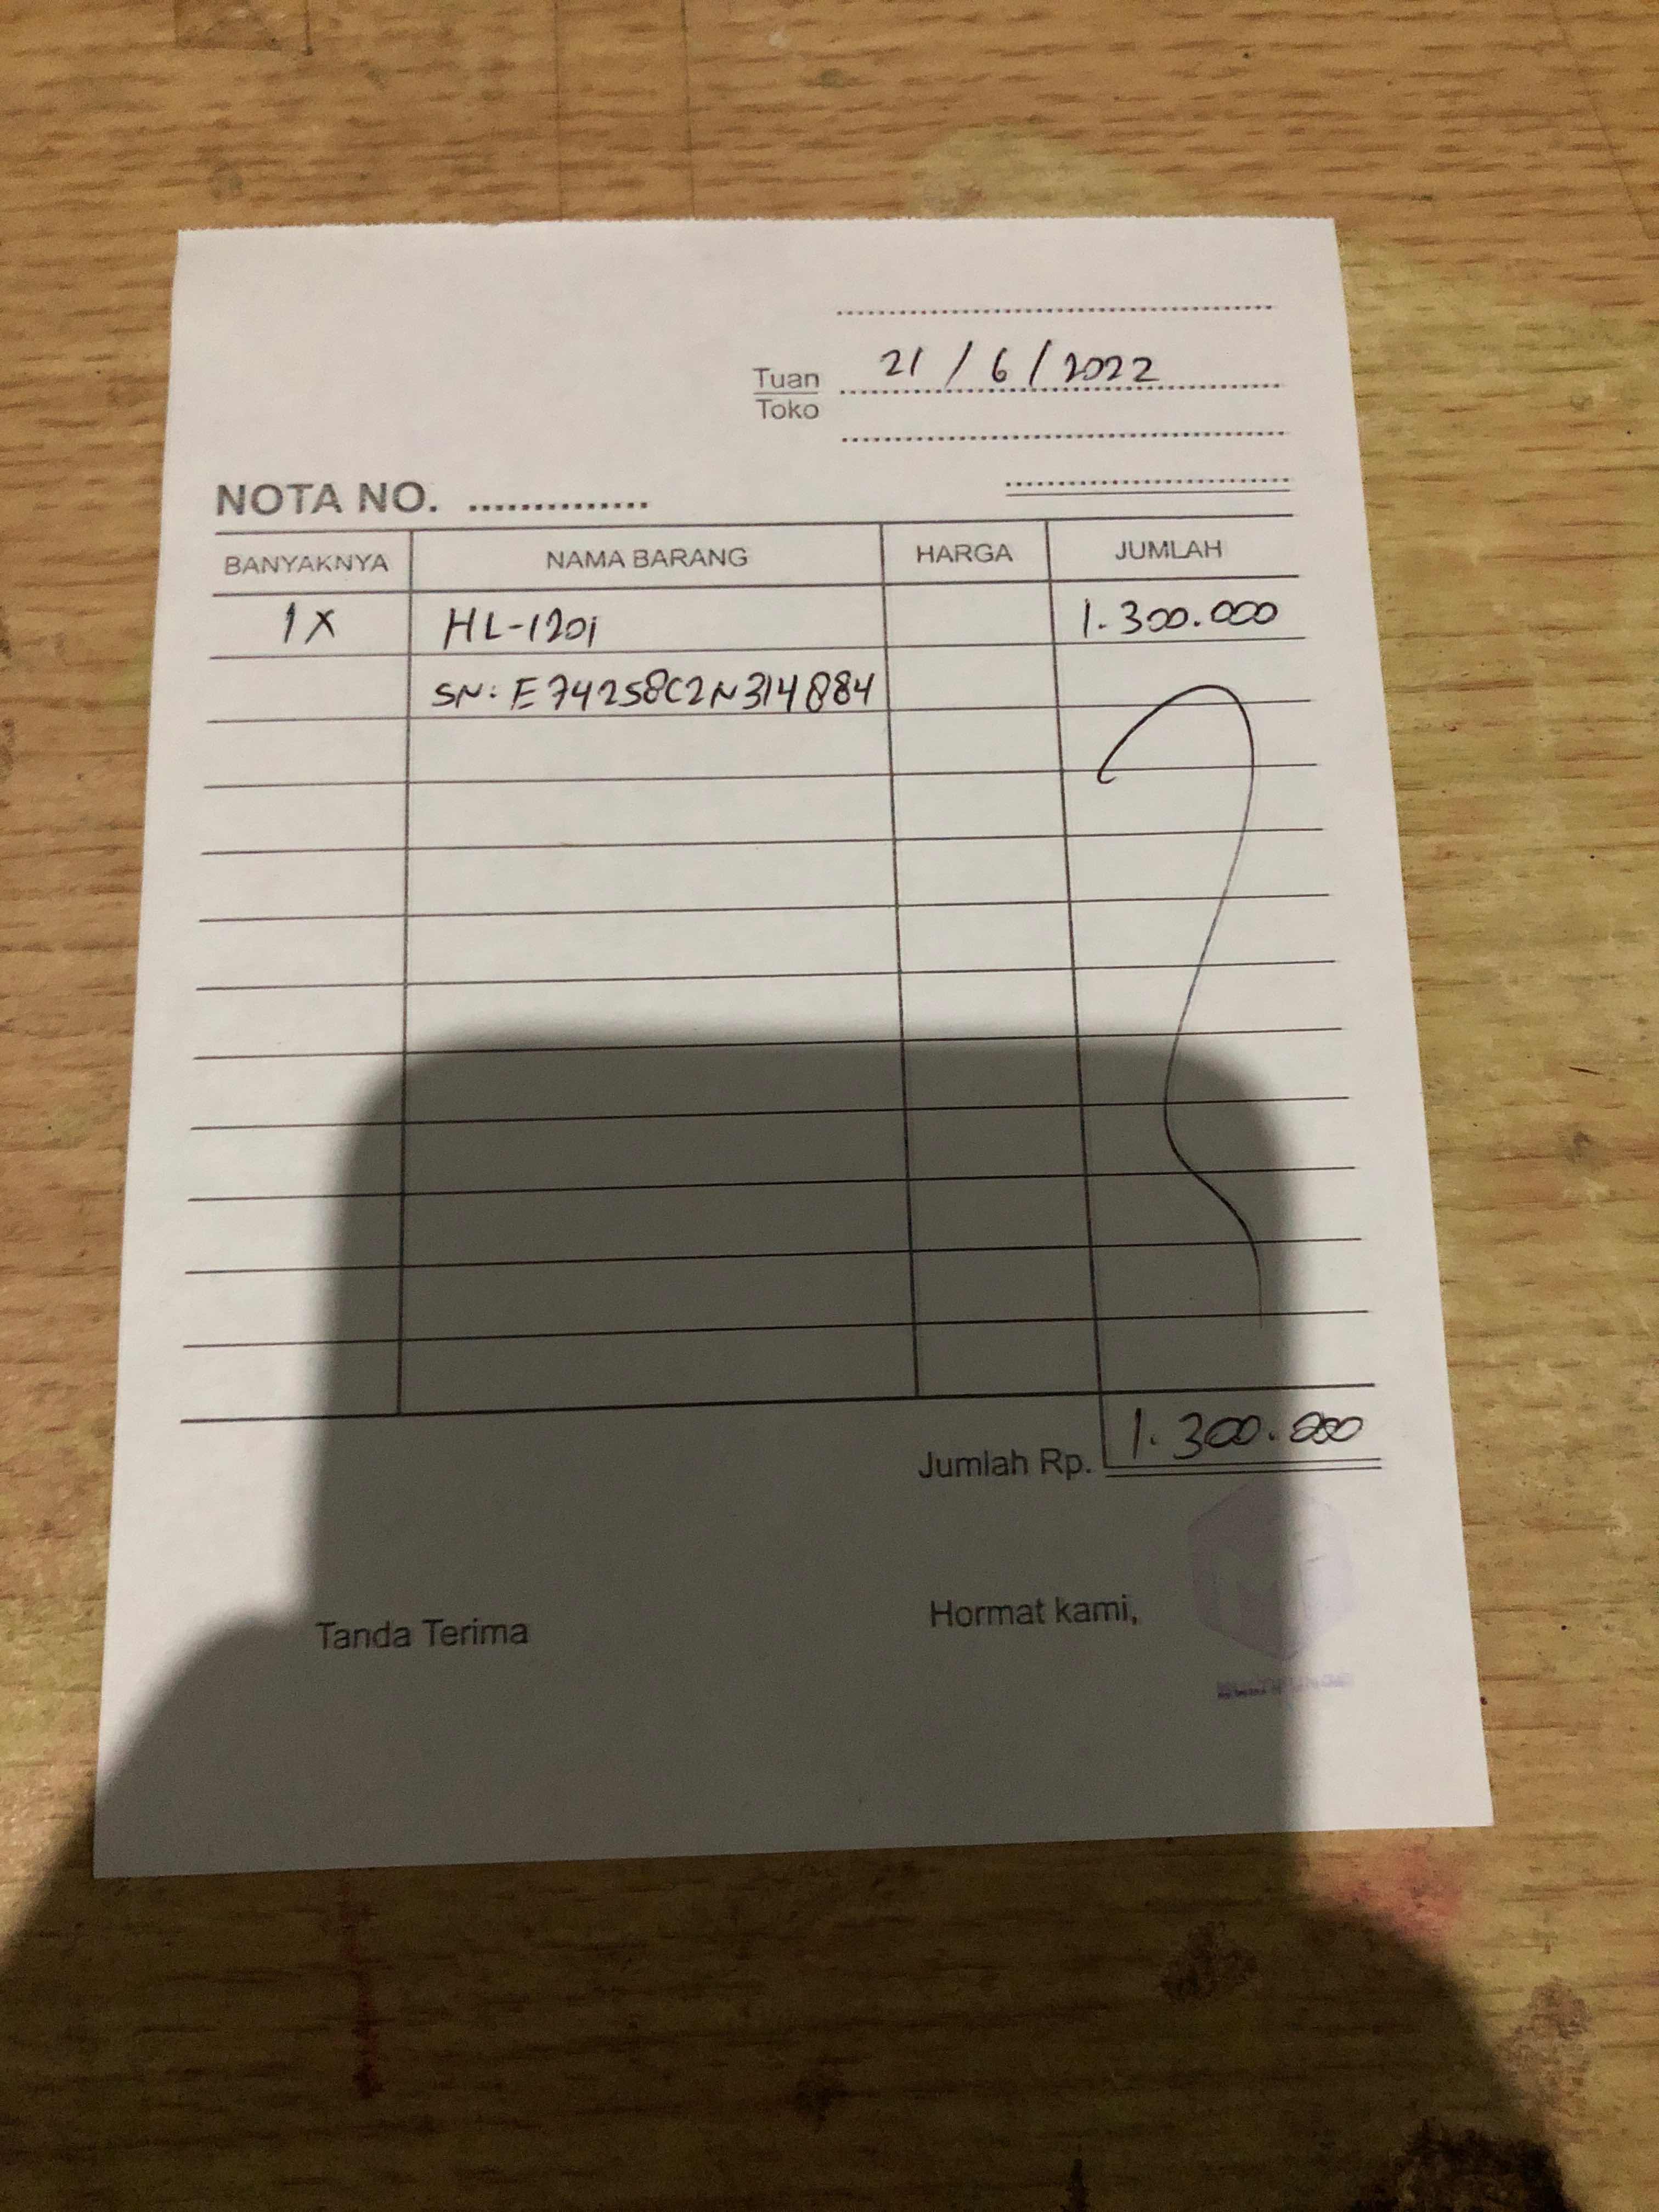 21/6/2022
Tuan
Toko
NOTA NO. ..............
BANYAKNYA NAMA BARANG HARGA JUMLAH
1X HL-1201 1.300.000
SN: E74258C2N314884
Jumlah Rp. 1.300.000
Tanda Terima Hormat kami,